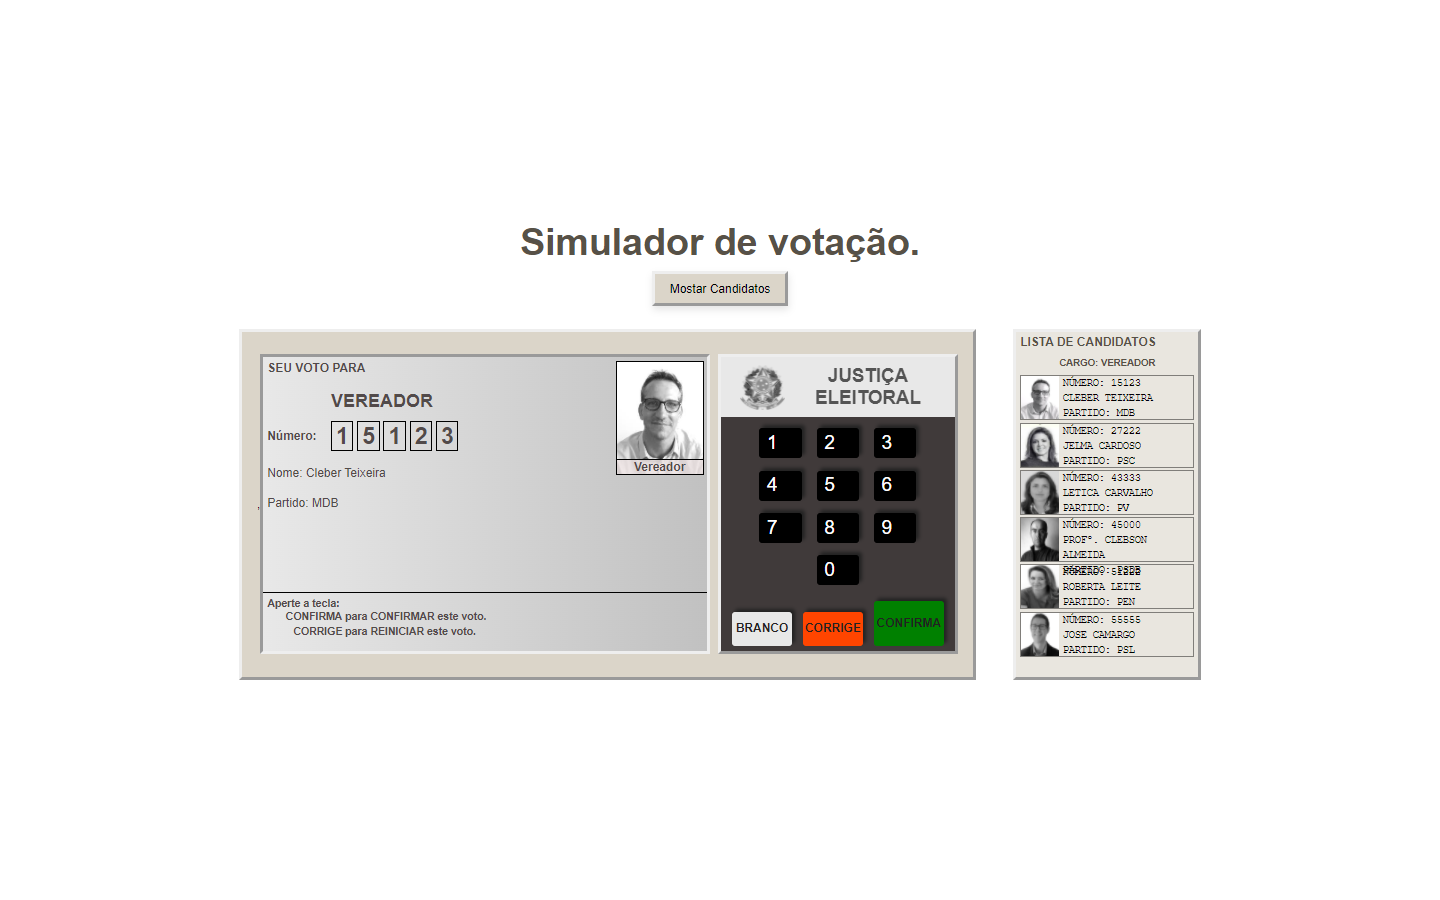 Simulador de votação.
Mostar Candidatos
SEU VOTO PARA
VEREADOR
Número: 1 5 1 2 3
Nome: Cleber Teixeira
, Partido: MDB
Vereador
Aperte a tecla:
CONFIRMA para CONFIRMAR este voto.
CORRIGE para REINICIAR este voto.
JUSTIÇA
ELEITORAL
1 2 3
4 5 6
7 8 9
0
BRANCO CORRIGE CONFIRMA
LISTA DE CANDIDATOS
CARGO: VEREADOR
NÚMERO: 15123
CLEBER TEIXEIRA
PARTIDO: MDB
NÚMERO: 27222
JELMA CARDOSO
PARTIDO: PSC
NÚMERO: 43333
LETICA CARVALHO
PARTIDO: PV
NÚMERO: 45000
PROFº. CLEBSON
ALMEIDA
PARTIDO: PSDB
NÚMERO:
ROBERTA LEITE
PARTIDO: PEN
NÚMERO: 55555
JOSE CAMARGO
PARTIDO: PSL